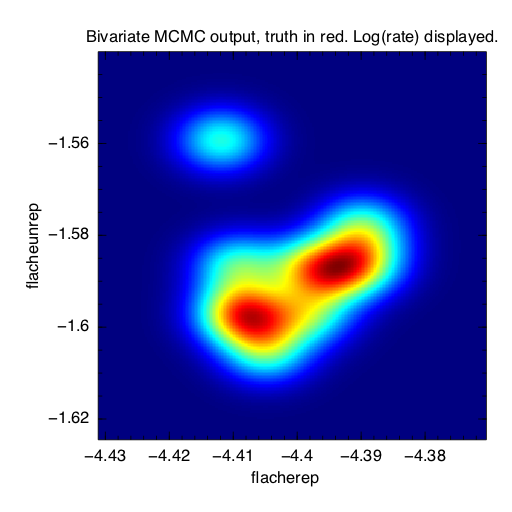 Bivariate MCMC output, truth in red. Log(rate) displayed.
−1.56
−1.58
−1.6
−1.62
flacheunrep
−4.43 −4.42 −4.41 −4.4 −4.39 −4.38
flacherep